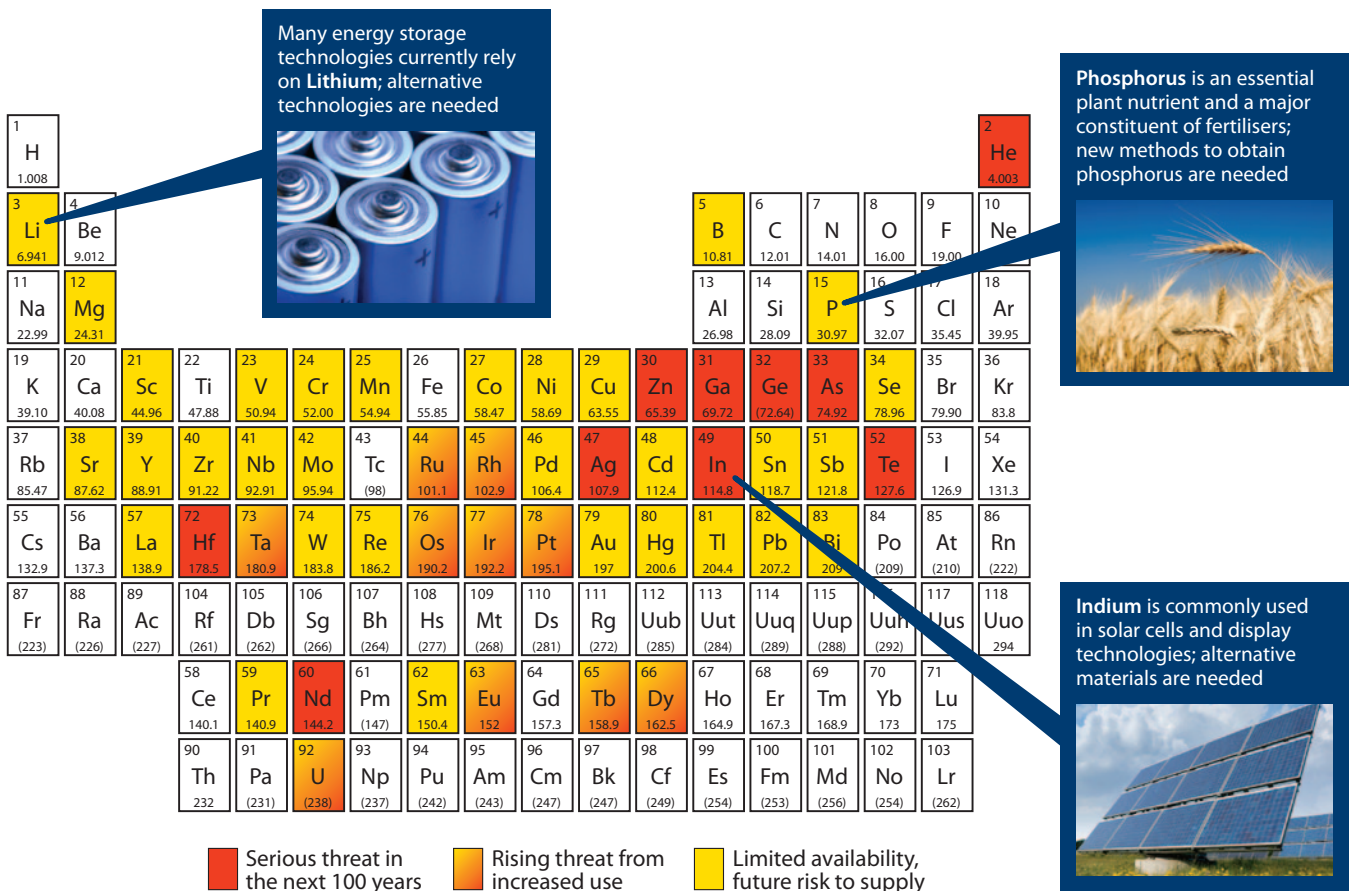 Many energy storage
technologies currently rely
on Lithium; alternative
technologies are needed
Phosphorus is an essential
plant nutrient and a major
constituent of fertilisers;
new methods to obtain
phosphorus are needed
1 2
H He
1.008 4.003
3 4 5 6 7 8 9 10
Li Be B C N O F Ne
6.941 9.012 10.81 12.01 14.01 16.00 19.00
11 12 13 14 15 16 18
Na Mg Al Si P S Cl Ar
22.99 24.31 26.98 28.09 30.97 32.07 35.45 39.95
19 20 21 22 23 24 25 26 27 28 29 30 31 32 33 34 35 36
K Ca Sc Ti V Cr Mn Fe Co Ni Cu Zn Ga Ge As Se Br Kr
39.10 40.08 44.96 47.88 50.94 52.00 54.94 55.85 58.47 58.69 63.55 65.39 69.72 (72.64) 74.92 78.96 79.90 83.8
37 38 39 40 41 42 43 44 45 46 47 48 49 50 51 52 53 54
Rb Sr Y Zr Nb Mo Tc Ru Rh Pd Ag Cd In Sn Sb Te I Xe
85.47 87.62 88.91 91.22 92.91 95.94 (98) 101.1 102.9 106.4 107.9 112.4 114.8 118.7 121.8 127.6 126.9 131.3
55 56 57 72 73 74 75 76 77 78 79 80 81 82 83 84 85 86
Cs Ba La Hf Ta W Re Os Ir Pt Au Hg Tl Pb Bi Po At Rn
132.9 137.3 138.9 178.5 180.9 183.8 186.2 190.2 192.2 195.1 197 200.6 204.4 207.2 209 (209) (210) (222)
87 88 89 104 105 106 107 108 109 110 111 112 113 114 115 117 118
Fr Ra Ac Rf Db Sg Bh Hs Mt Ds Rg Uub Uut Uuq Uup Uus Uuo
(223) (226) (227) (261) (262) (266) (264) (277) (268) (281) (272) (285) (284) (289) (288) (292) 294
58 59 60 61 62 63 64 65 66 67 68 69 70 71
Ce Pr Nd Pm Sm Eu Gd Tb Dy Ho Er Tm Yb Lu
140.1 140.9 144.2 (147) 150.4 152 157.3 158.9 162.5 164.9 167.3 168.9 173 175
90 91 92 93 94 95 96 97 98 99 100 101 102 103
Th Pa U Np Pu Am Cm Bk Cf Es Fm Md No Lr
232 (231) (238) (237) (242) (243) (247) (247) (249) (254) (253) (256) (254) (262)
Indium is commonly used
in solar cells and display
technologies; alternative
materials are needed
Serious threat in
the next 100 years
Rising threat from
increased use
Limited availability,
future risk to supply